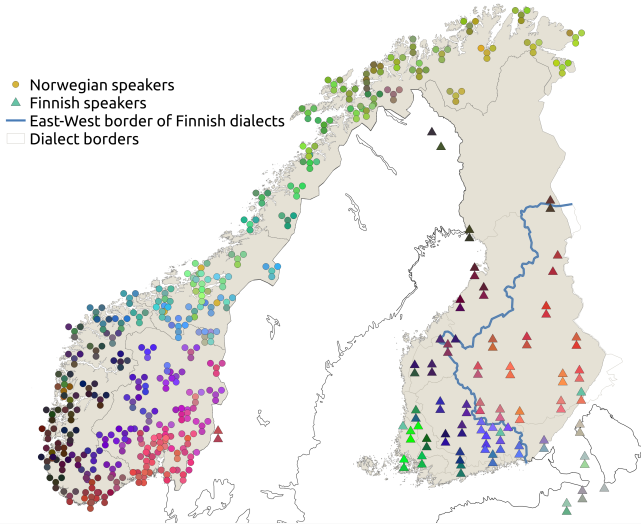 Norwegian speakers
Finnish speakers
East-West border of Finnish dialects
Dialect borders